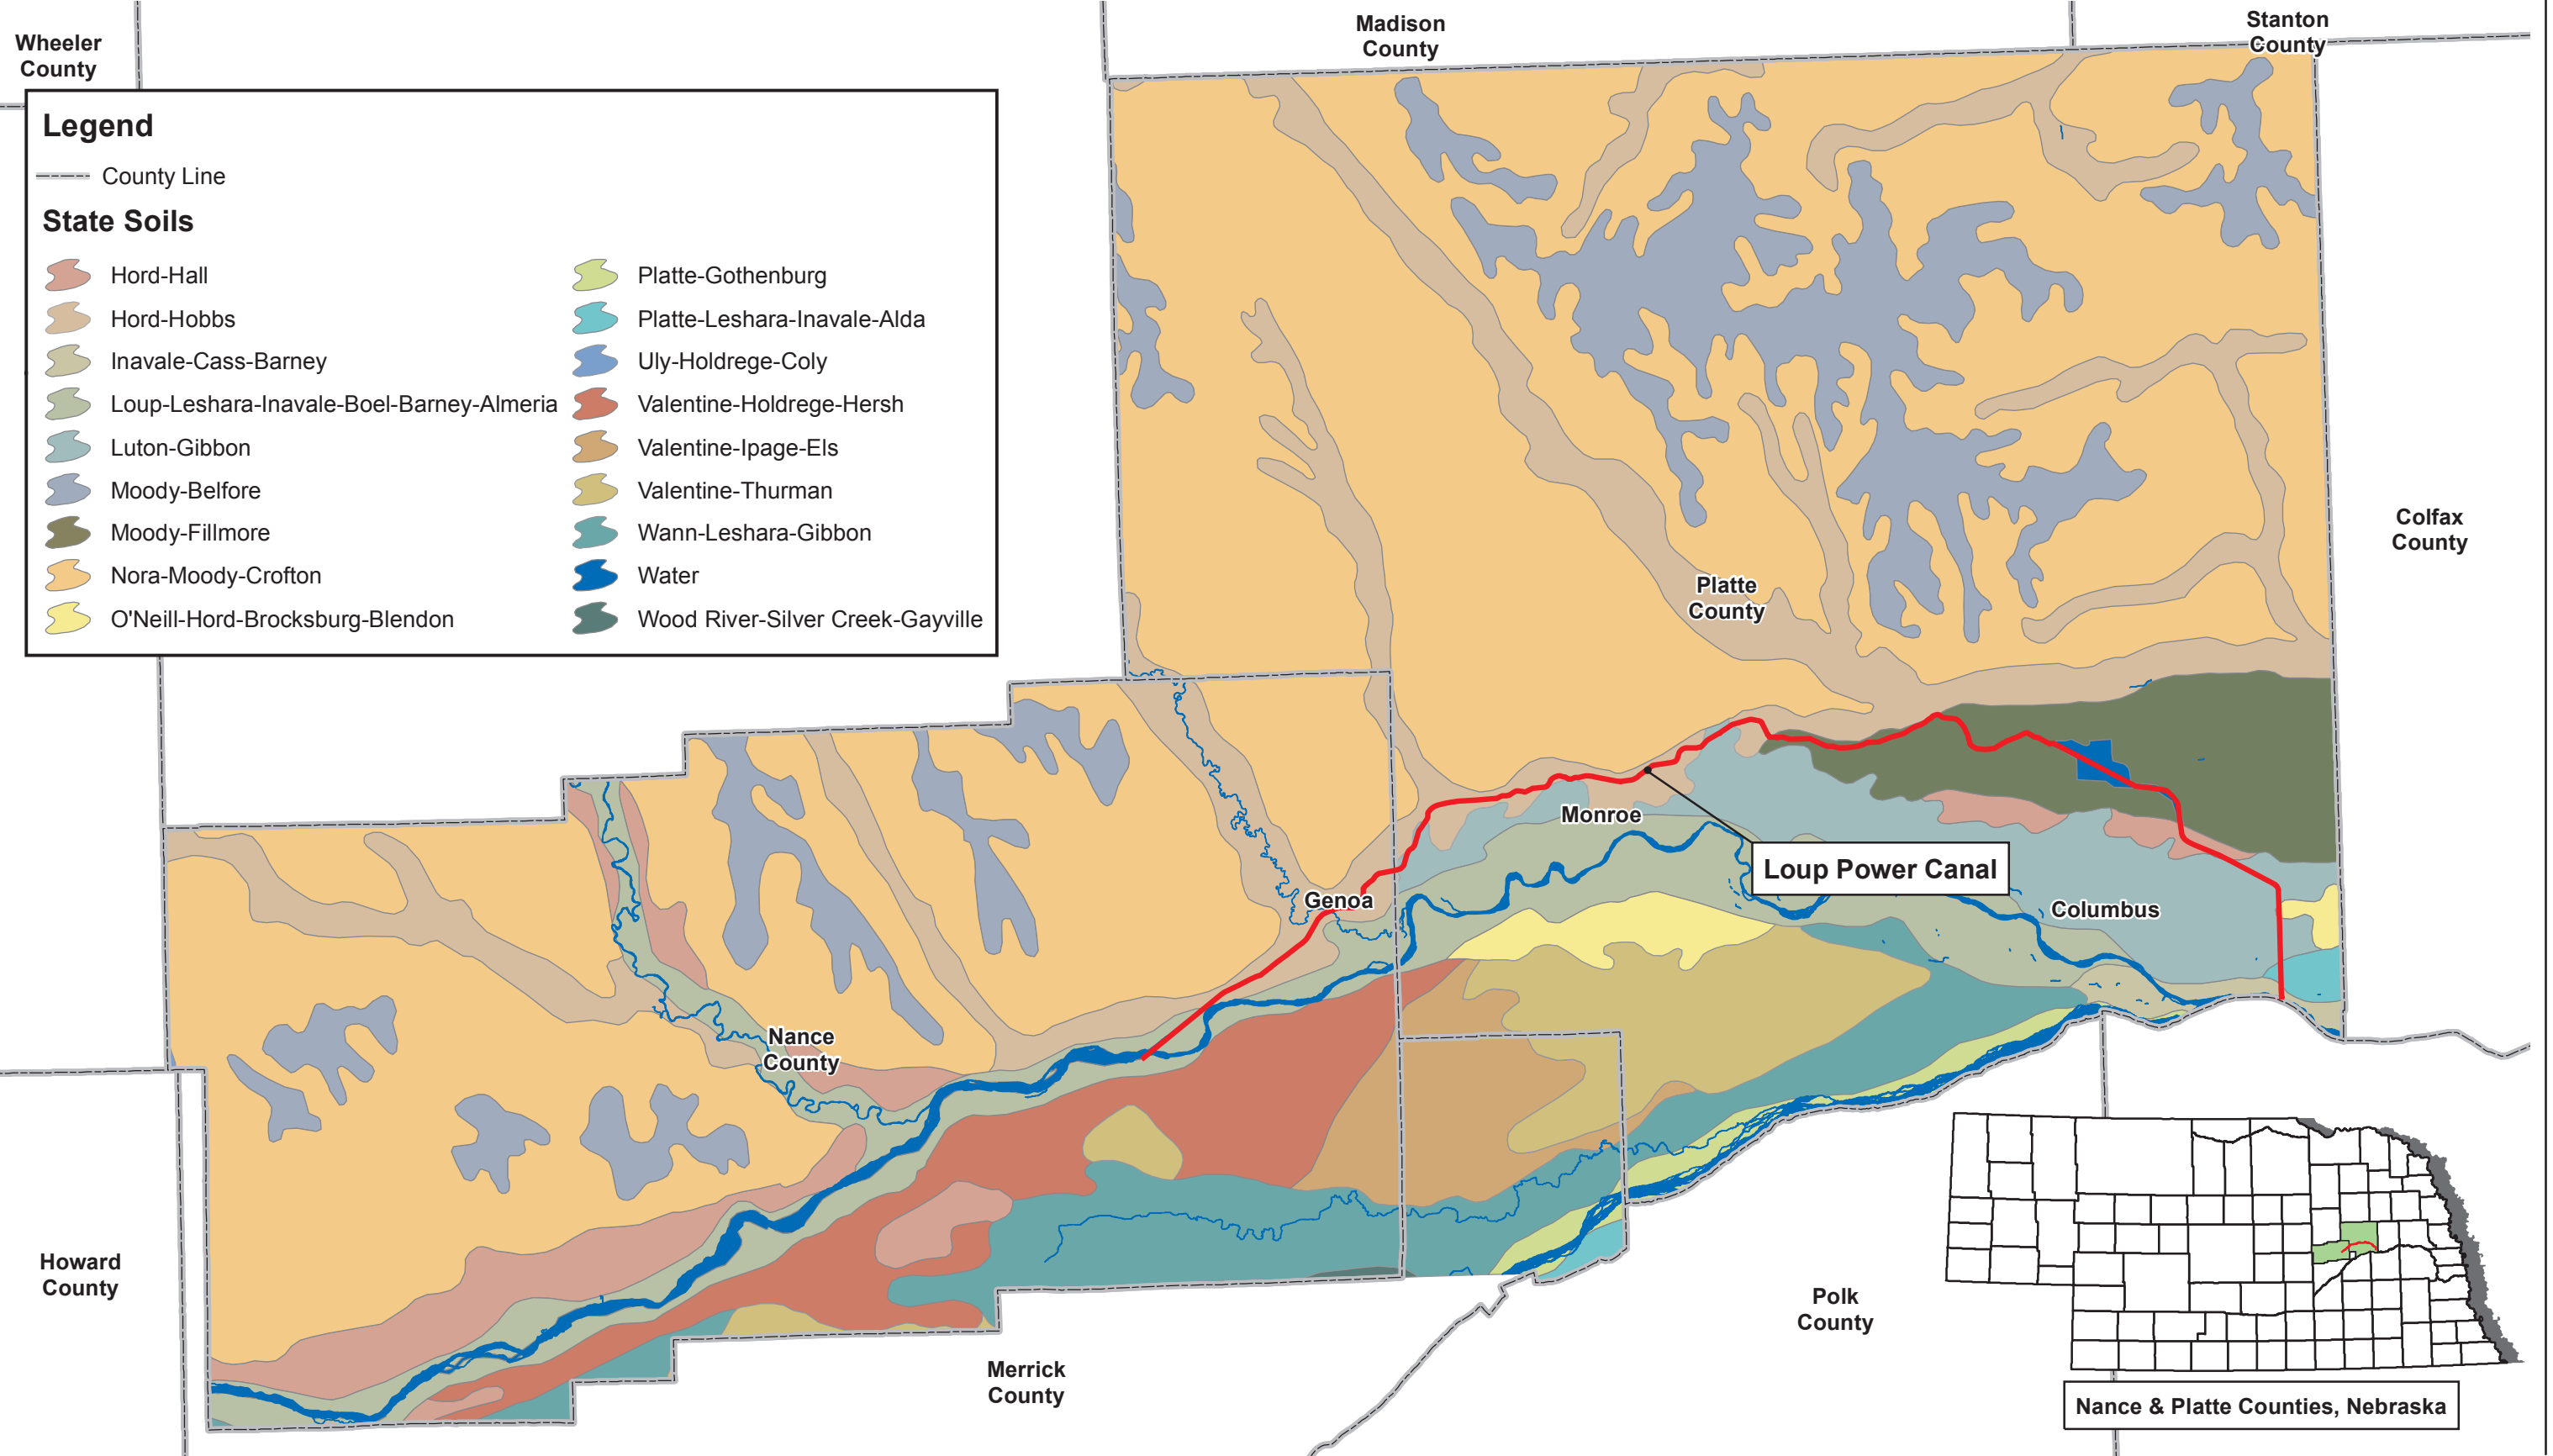 Wheeler
County
Madison
County
Stanton
County
Legend
County Line
State Soils
Hord-Hall
Hord-Hobbs
Inavale-Cass-Barney
Loup-Leshara-Inavale-Boel-Barney-Almeria
Luton-Gibbon
Moody-Belfore
Moody-Fillmore
Nora-Moody-Crofton
O'Neill-Hord-Brocksburg-Blendon
Platte-Gothenburg
Platte-Leshara-Inavale-Alda
Uly-Holdrege-Coly
Valentine-Holdrege-Hersh
Valentine-Ipage-Els
Valentine-Thurman
Wann-Leshara-Gibbon
Water
Wood River-Silver Creek-Gayville
Colfax
County
Platte
County
Monroe
Loup Power Canal
Genoa
Columbus
Nance
County
Howard
County
Merrick
County
Polk
County
Nance & Platte Counties, Nebraska